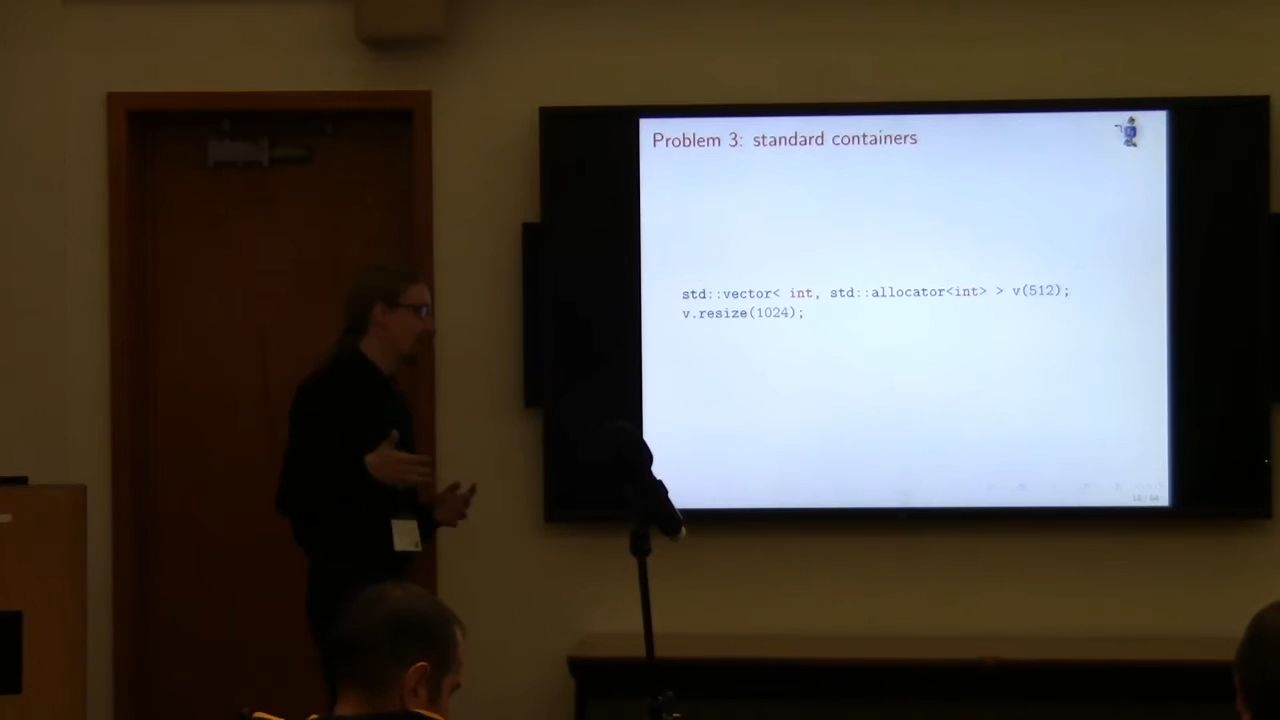 Problem 3: standard containers
std::vector< int, std::allocator<int> > v(512);
v.resize(1024);